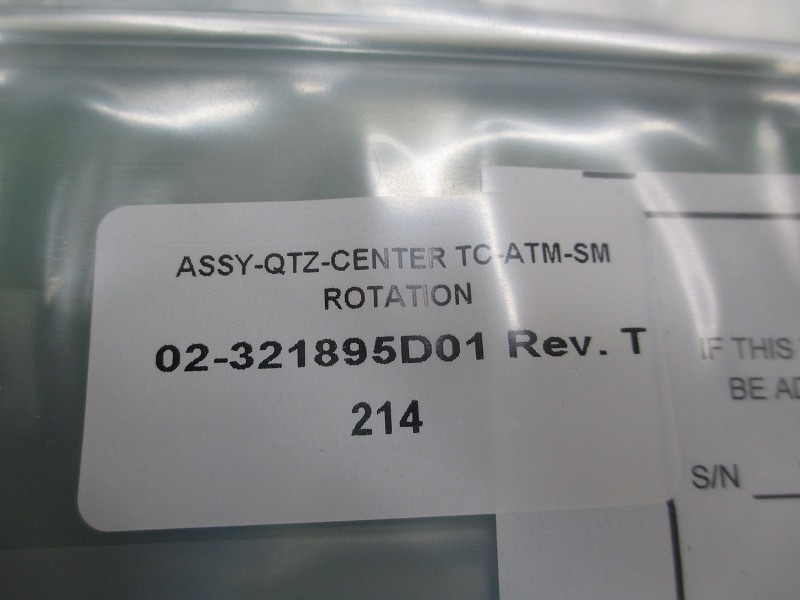 ASSY-QTZ-CENTER TC-ATM-SM
ROTATION
02-321895D01 Rev. T
214
IF THIS
BE AD
S/N